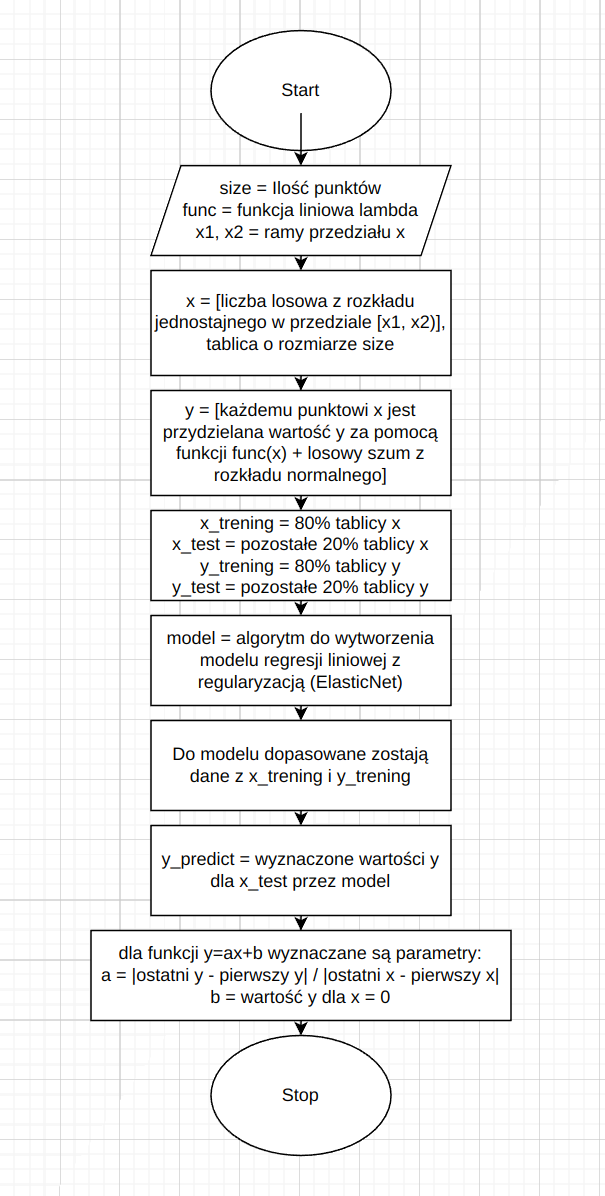 Start
size = Ilość punktów
func = funkcja liniowa lambda
x1, x2 = ramy przedziału x
x = [liczba losowa z rozkładu
jednostajnego w przedziale [x1, x2)],
tablica o rozmiarze size
y = [każdemu punktowi x jest
przydzielana wartość y za pomocą
funkcji func(x) + losowy szum z
rozkładu normalnego]
x_trening = 80% tablicy x
x_test = pozostałe 20% tablicy x
y_trening = 80% tablicy y
y_test = pozostałe 20% tablicy y
model = algorytm do wytworzenia
modelu regresji liniowej z
regularyzacją (ElasticNet)
Do modelu dopasowane zostają
dane z x_trening i y_trening
y_predict = wyznaczone wartości y
dla x_test przez model
dla funkcji y=ax+b wyznaczane są parametry:
a = |ostatni y - pierwszy y| / |ostatni x - pierwszy x|
b = wartość y dla x = 0
Stop